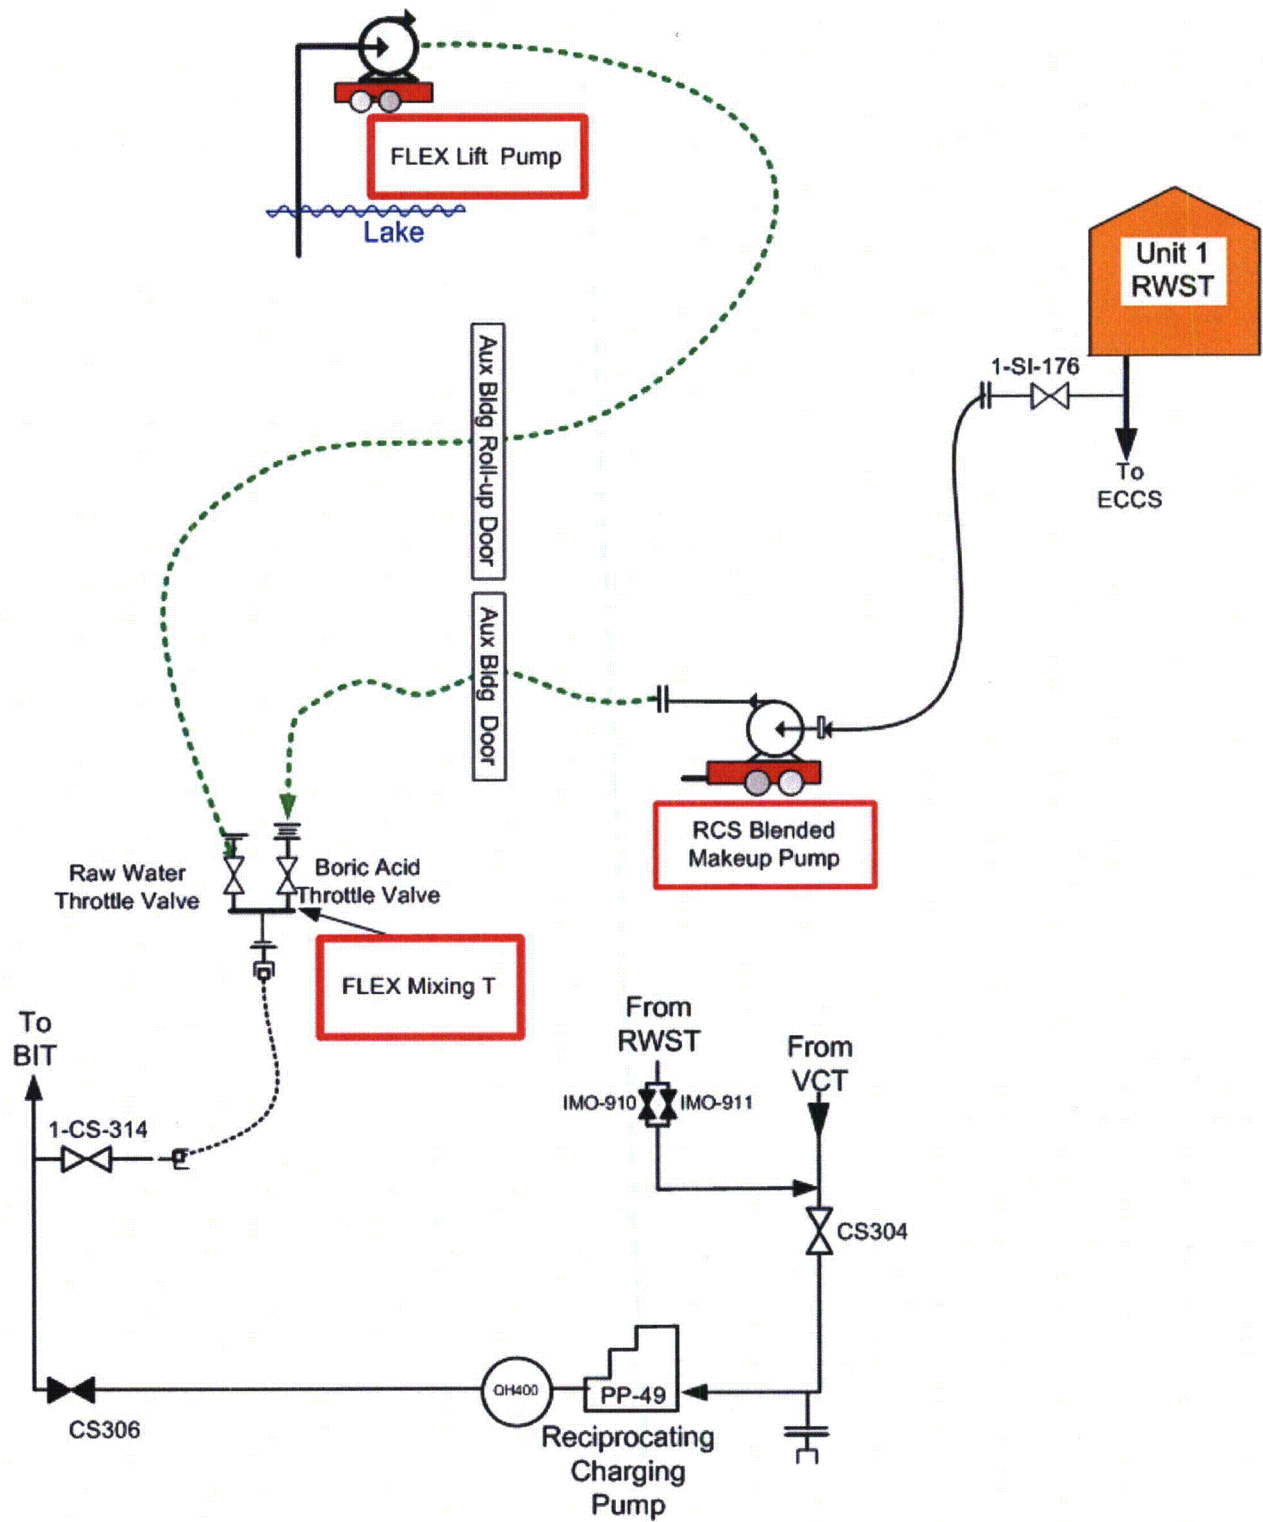 FLEX Lift Pump
Lake
Unit 1
RWST
1-SI-176
To
ECCS
Aux Bldg Roll-up Door
Aux Bldg Door
RCS Blended
Makeup Pump
Raw Water
Throttle Valve
Boric Acid
Throttle Valve
FLEX Mixing T
To
BIT
1-CS-314
From
RWST
IMO-910
IMO-911
From
VCT
CS304
CS306
QH400
PP-49
Reciprocating
Charging
Pump